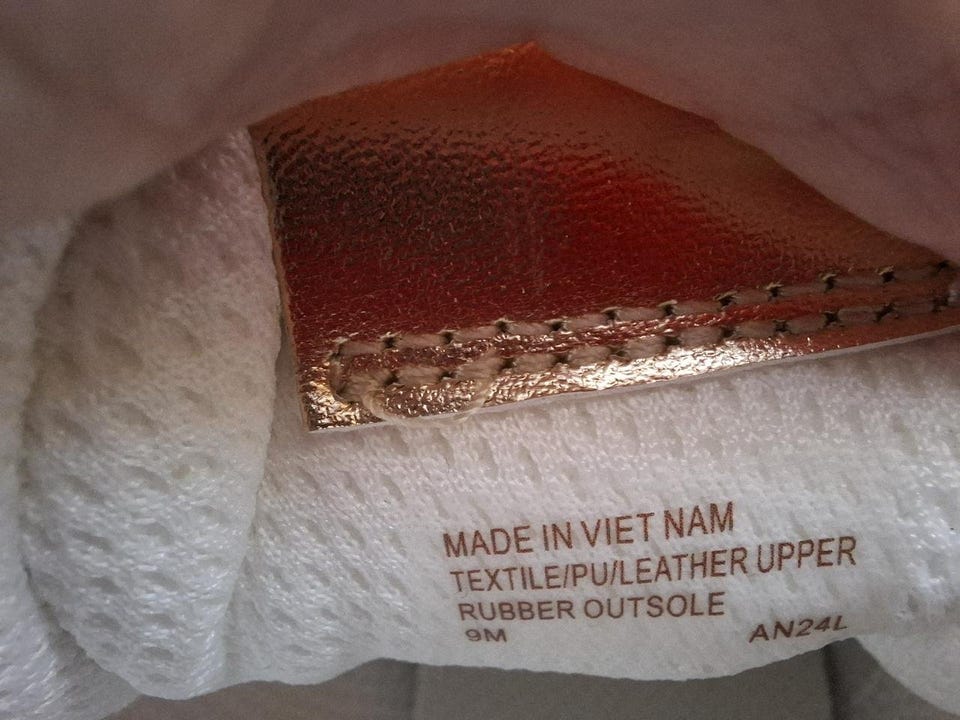 MADE IN VIET NAM
TEXTILE/PU/LEATHER UPPER
RUBBER OUTSOLE
9M AN24L